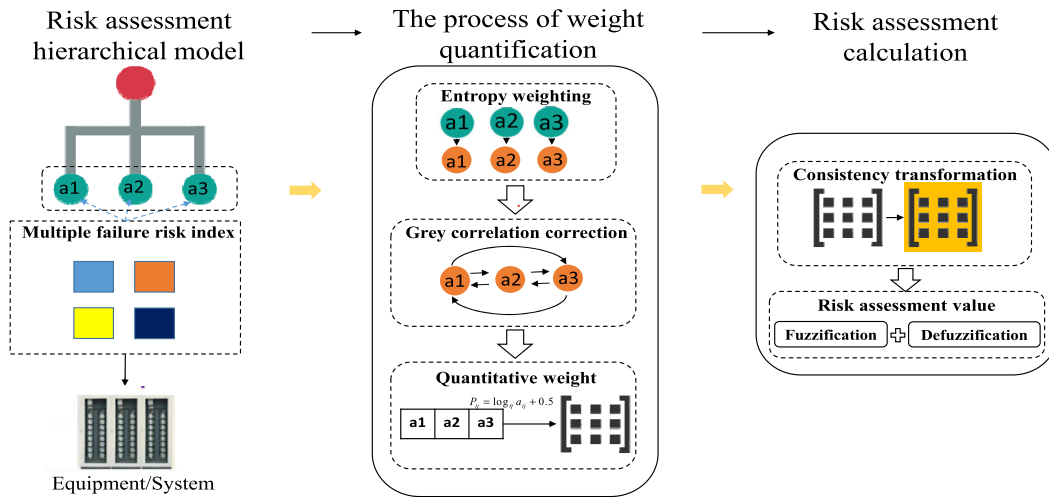 Risk assessment
hierarchical model
a1 a2 a3
Multiple failure risk index
Equipment/System
The process of weight
quantification
Entropy weighting
a1 a2 a3
a1 a2 a3
Grey correlation correction
a1 a2 a3
Quantitative weight
P_ij = log_η a_ij + 0.5
a1 a2 a3
Risk assessment
calculation
Consistency transformation
Risk assessment value
Fuzzification Defuzzification